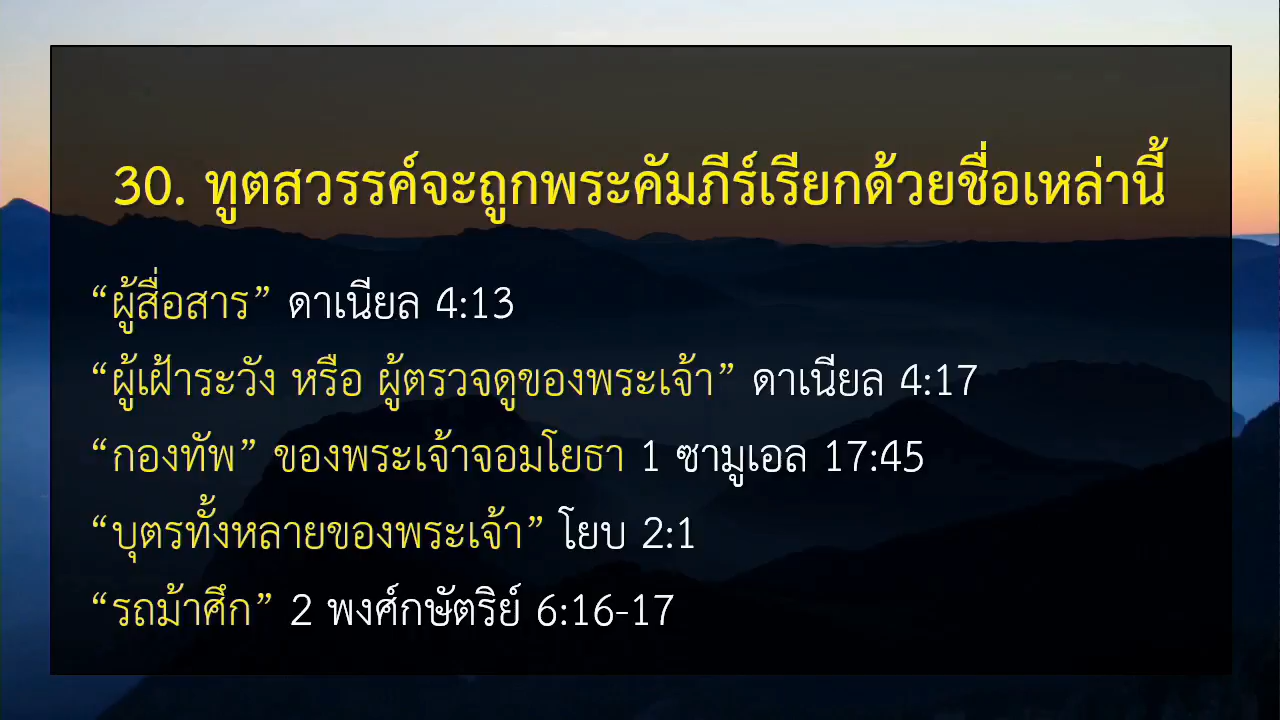 30. ทูตสวรรค์จะถูกพระคัมภีร์เรียกด้วยชื่อเหล่านี้
“ผู้สื่อสาร” ดาเนียล 4:13
“ผู้เฝ้าระวัง หรือ ผู้ตรวจดูของพระเจ้า” ดาเนียล 4:17
“กองทัพ” ของพระเจ้าจอมโยธา 1 ซามูเอล 17:45
“บุตรทั้งหลายของพระเจ้า” โยบ 2:1
“รถม้าศึก” 2 พงศ์กษัตริย์ 6:16-17